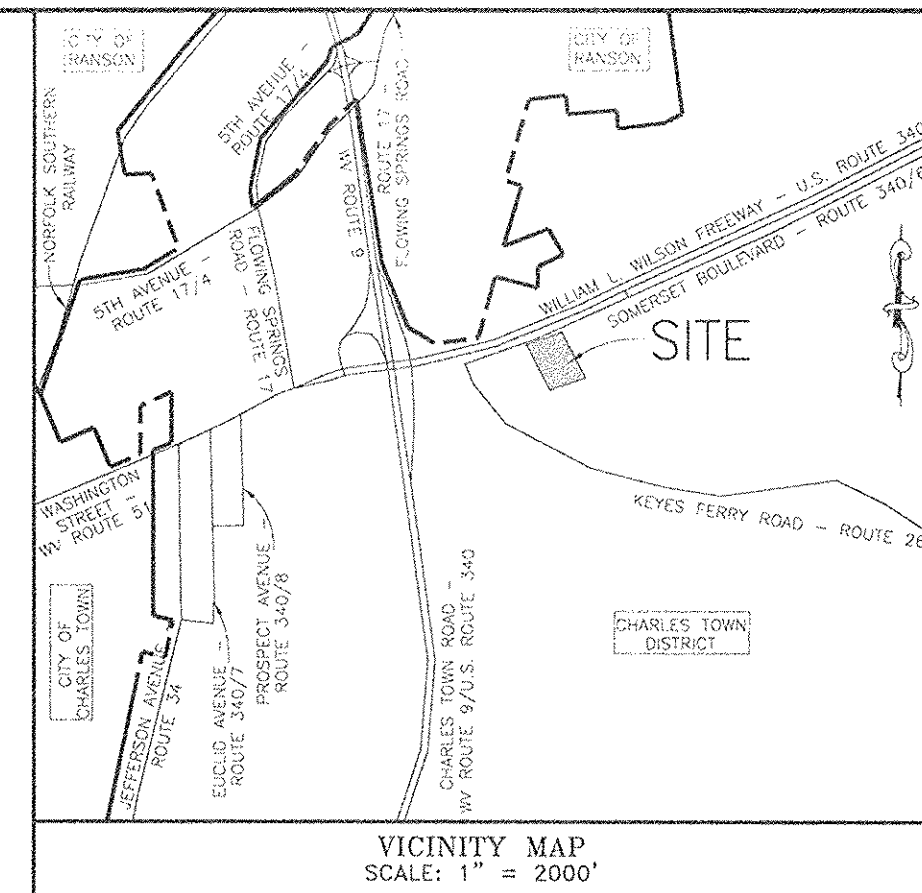 CITY OF
RANSON
CITY OF
RANSON
NORFOLK SOUTHERN
RAILWAY
5TH AVENUE -
ROUTE 17/4
WV ROUTE 9
ROUTE 17 -
FLOWING SPRINGS ROAD
WILLIAM L. WILSON FREEWAY - U.S. ROUTE 340
SOMERSET BOULEVARD - ROUTE 340/6
5TH AVENUE -
ROUTE 17/4
FLOWING SPRINGS
ROAD - ROUTE 17
SITE
WASHINGTON
STREET -
WV ROUTE 51
KEYES FERRY ROAD - ROUTE 26
CITY OF
CHARLES TOWN
JEFFERSON AVENUE
ROUTE 34
EUCLID AVENUE -
ROUTE 340/7
PROSPECT AVENUE -
ROUTE 340/8
CHARLES TOWN ROAD -
WV ROUTE 9/U.S. ROUTE 340
CHARLES TOWN
DISTRICT
VICINITY MAP
SCALE: 1" = 2000'